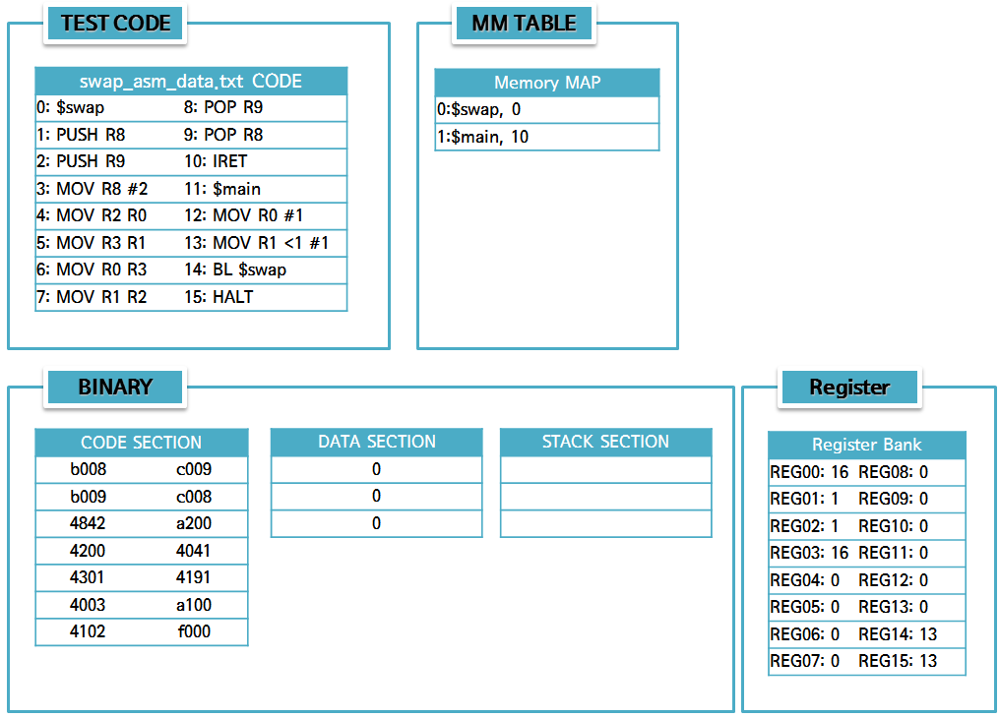 TEST CODE
swap_asm_data.txt CODE
0: $swap 8: POP R9
1: PUSH R8 9: POP R8
2: PUSH R9 10: IRET
3: MOV R8 #2 11: $main
4: MOV R2 R0 12: MOV R0 #1
5: MOV R3 R1 13: MOV R1 <1 #1
6: MOV R0 R3 14: BL $swap
7: MOV R1 R2 15: HALT
MM TABLE
Memory MAP
0:$swap, 0
1:$main, 10
BINARY
CODE SECTION
b008 c009
b009 c008
4842 a200
4200 4041
4301 4191
4003 a100
4102 f000
DATA SECTION
0
0
0
STACK SECTION
Register
Register Bank
REG00: 16 REG08: 0
REG01: 1 REG09: 0
REG02: 1 REG10: 0
REG03: 16 REG11: 0
REG04: 0 REG12: 0
REG05: 0 REG13: 0
REG06: 0 REG14: 13
REG07: 0 REG15: 13